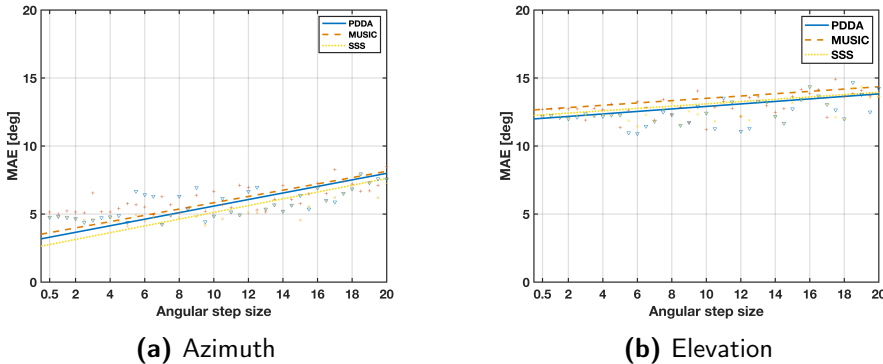 20
15
10
5
0
MAE [deg]
0.5 2 4 6 8 10 12 14 16 18 20
Angular step size
PDDA
MUSIC
SSS
(a) Azimuth
20
15
10
5
0
MAE [deg]
0.5 2 4 6 8 10 12 14 16 18 20
Angular step size
PDDA
MUSIC
SSS
(b) Elevation